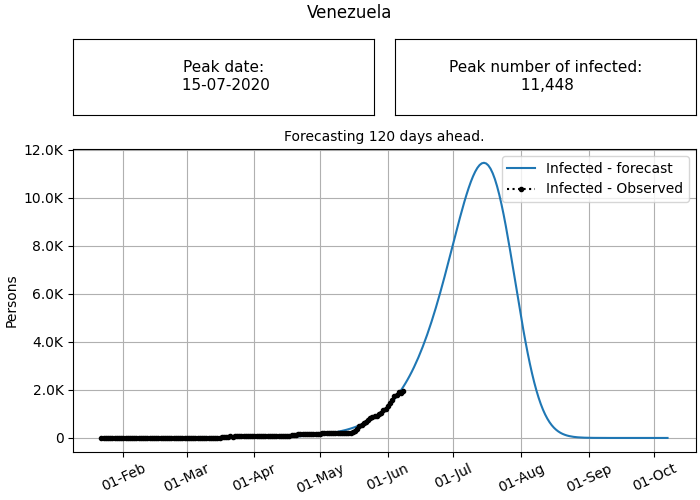 Venezuela
Peak date:
15-07-2020
Peak number of infected:
11,448
Forecasting 120 days ahead.
12.0K
10.0K
8.0K
6.0K
4.0K
2.0K
0
Persons
Infected - forecast
Infected - Observed
01-Feb
01-Mar
01-Apr
01-May
01-Jun
01-Jul
01-Aug
01-Sep
01-Oct